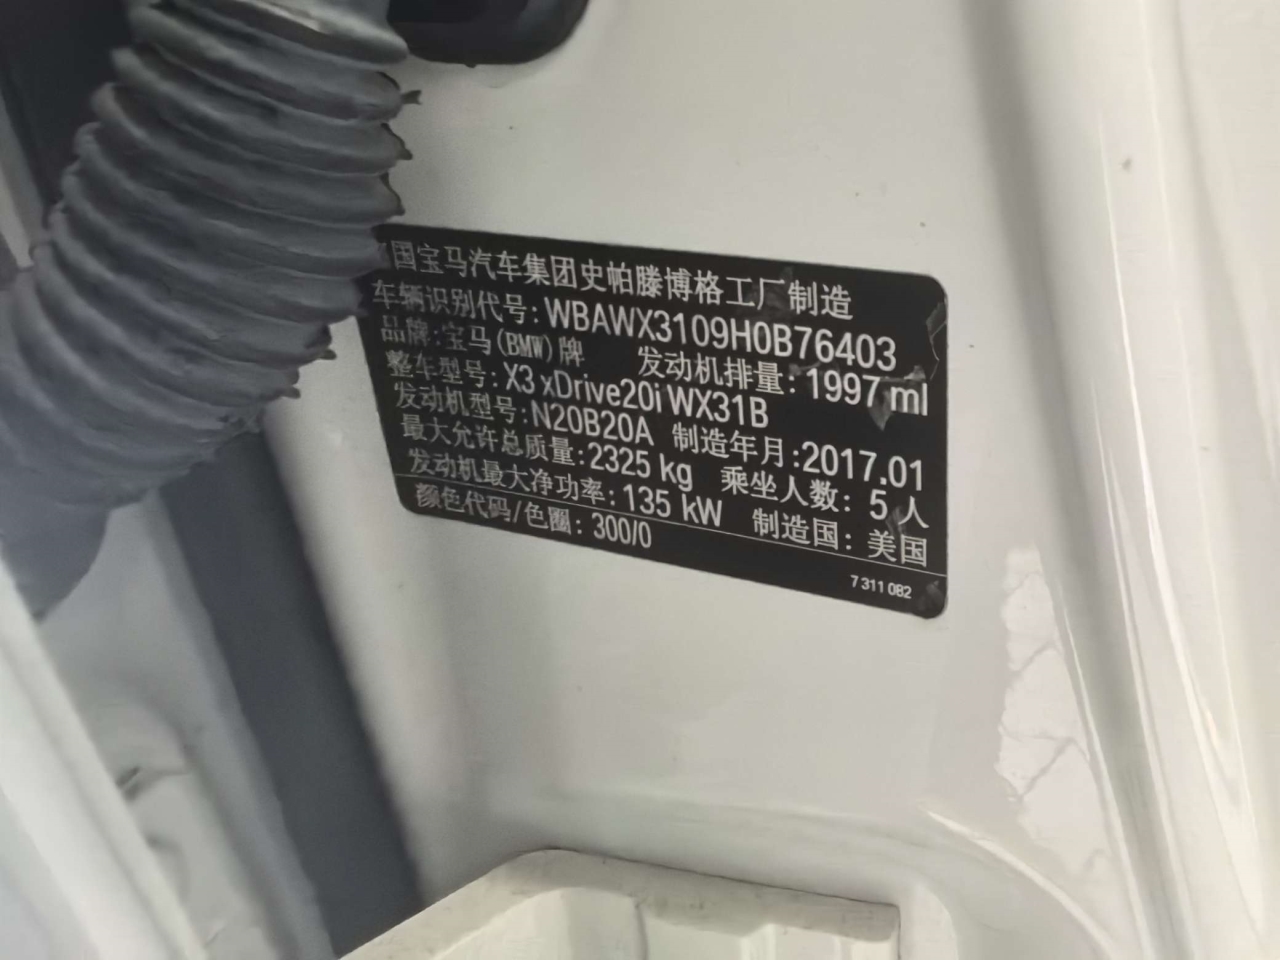 国宝马汽车集团史帕滕博格工厂制造
车辆识别代号: WBAWX3109H0B76403
品牌: 宝马(BMW)牌 发动机排量: 1997 ml
整车型号: X3 xDrive20i WX31B
发动机型号: N20B20A 制造年月: 2017.01
最大允许总质量: 2325 kg 乘坐人数: 5 人
发动机最大净功率: 135 kW 制造国: 美国
颜色代码/色圈: 300/0
7 311 082